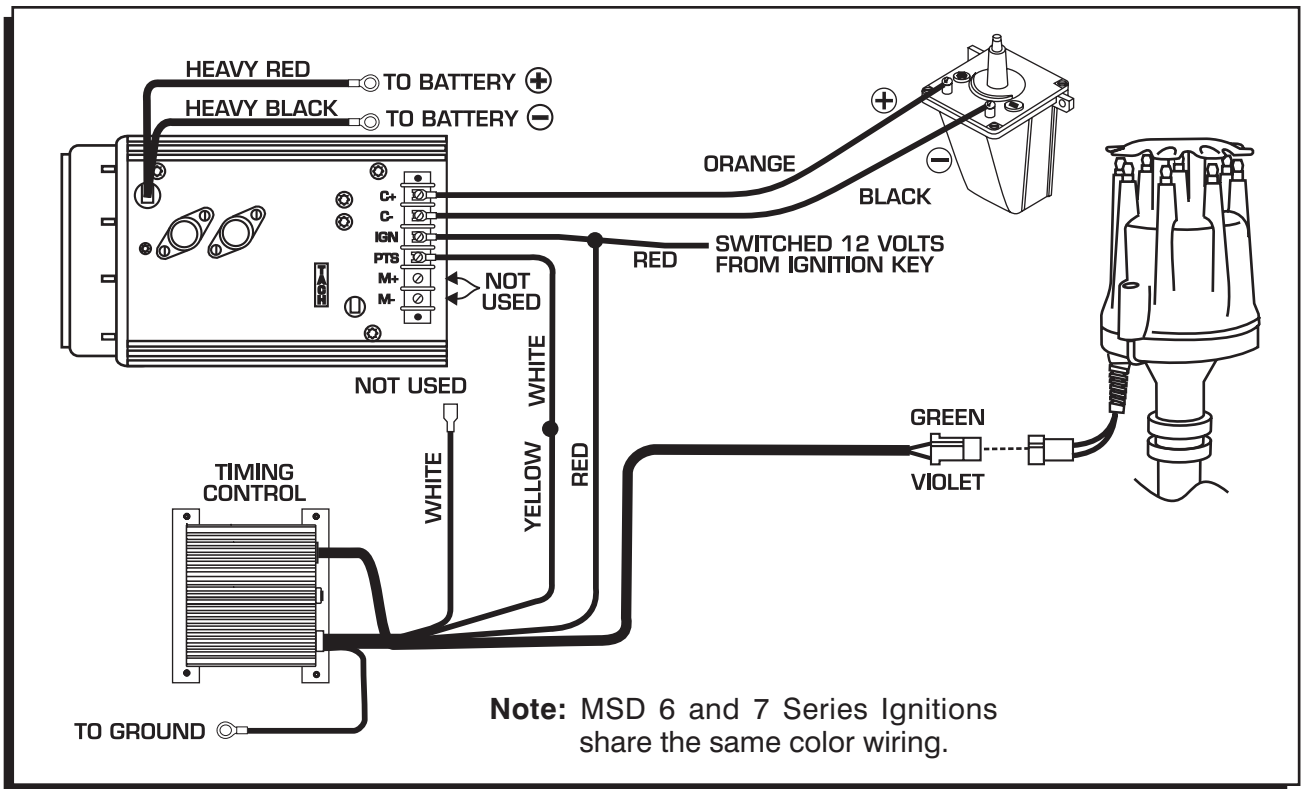 HEAVY RED
TO BATTERY +
HEAVY BLACK
TO BATTERY −
C+
C-
IGN
PTS
M+
M-
TACH
NOT
USED
ORANGE
+
−
BLACK
RED
SWITCHED 12 VOLTS
FROM IGNITION KEY
NOT USED
WHITE
WHITE
YELLOW
RED
GREEN
VIOLET
TIMING
CONTROL
TO GROUND
Note: MSD 6 and 7 Series Ignitions
share the same color wiring.